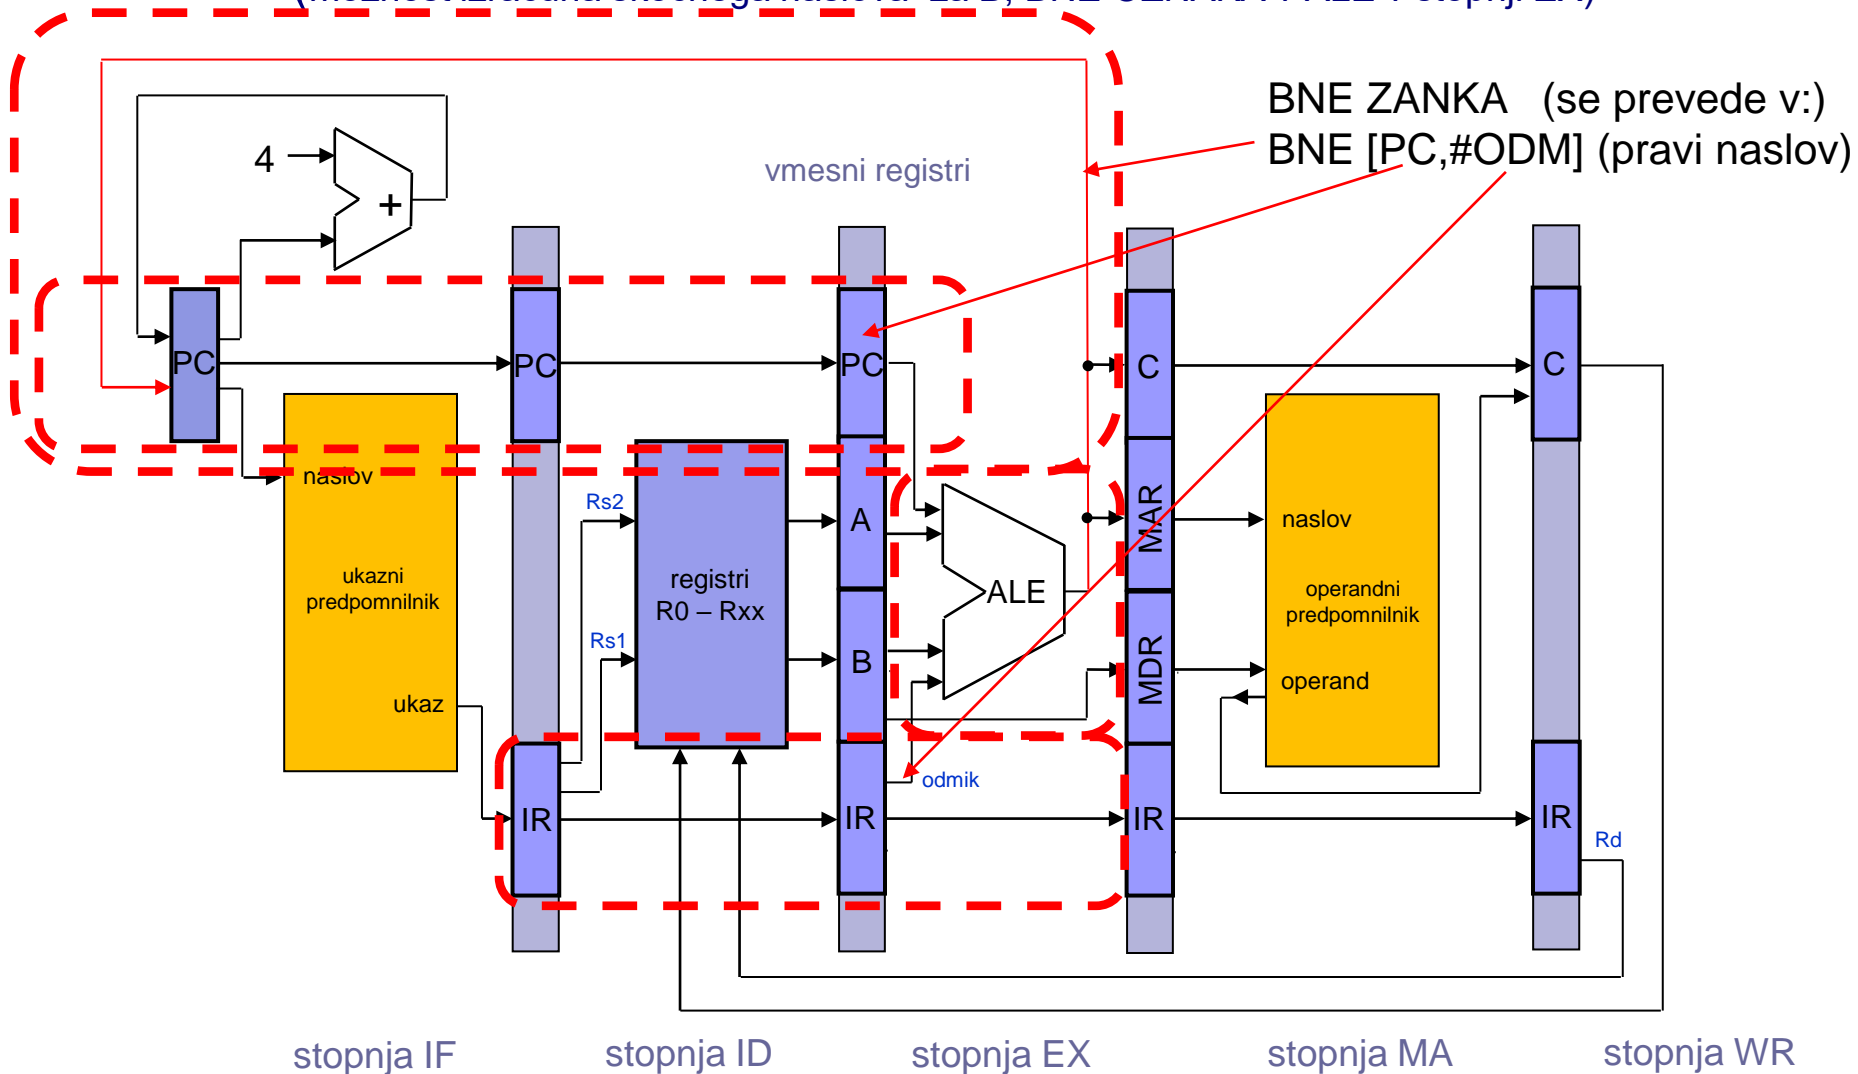 BNE ZANKA (se prevede v:)
BNE [PC,#ODM] (pravi naslov)
4
+
vmesni registri
PC
PC
PC
C
C
naslov
ukazni
predpomnilnik
ukaz
Rs2
Rs1
registri
R0 – Rxx
A
B
ALE
MAR
MDR
naslov
operandni
predpomnilnik
operand
odmik
IR
IR
IR
IR
Rd
stopnja IF
stopnja ID
stopnja EX
stopnja MA
stopnja WR